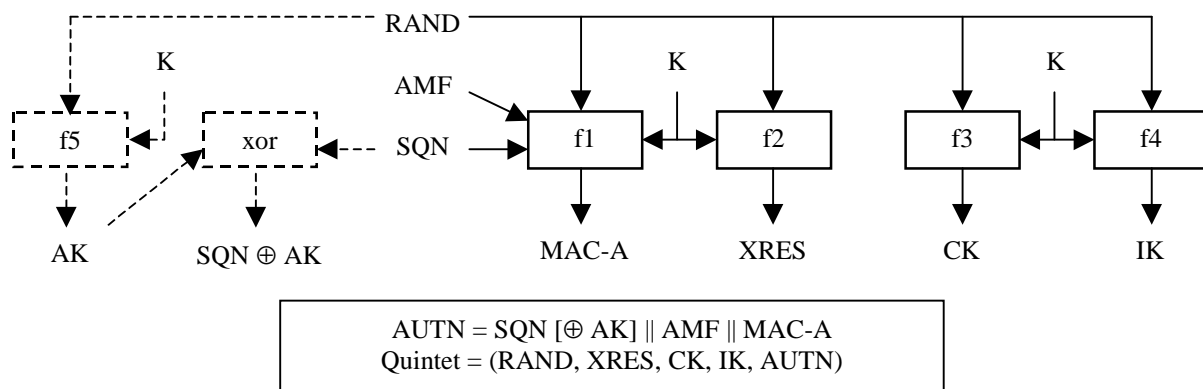 RAND
K
K
K
AMF
f5
xor
SQN
f1
f2
f3
f4
AK
SQN ⊕ AK
MAC-A
XRES
CK
IK
AUTN = SQN [⊕ AK] || AMF || MAC-A
Quintet = (RAND, XRES, CK, IK, AUTN)